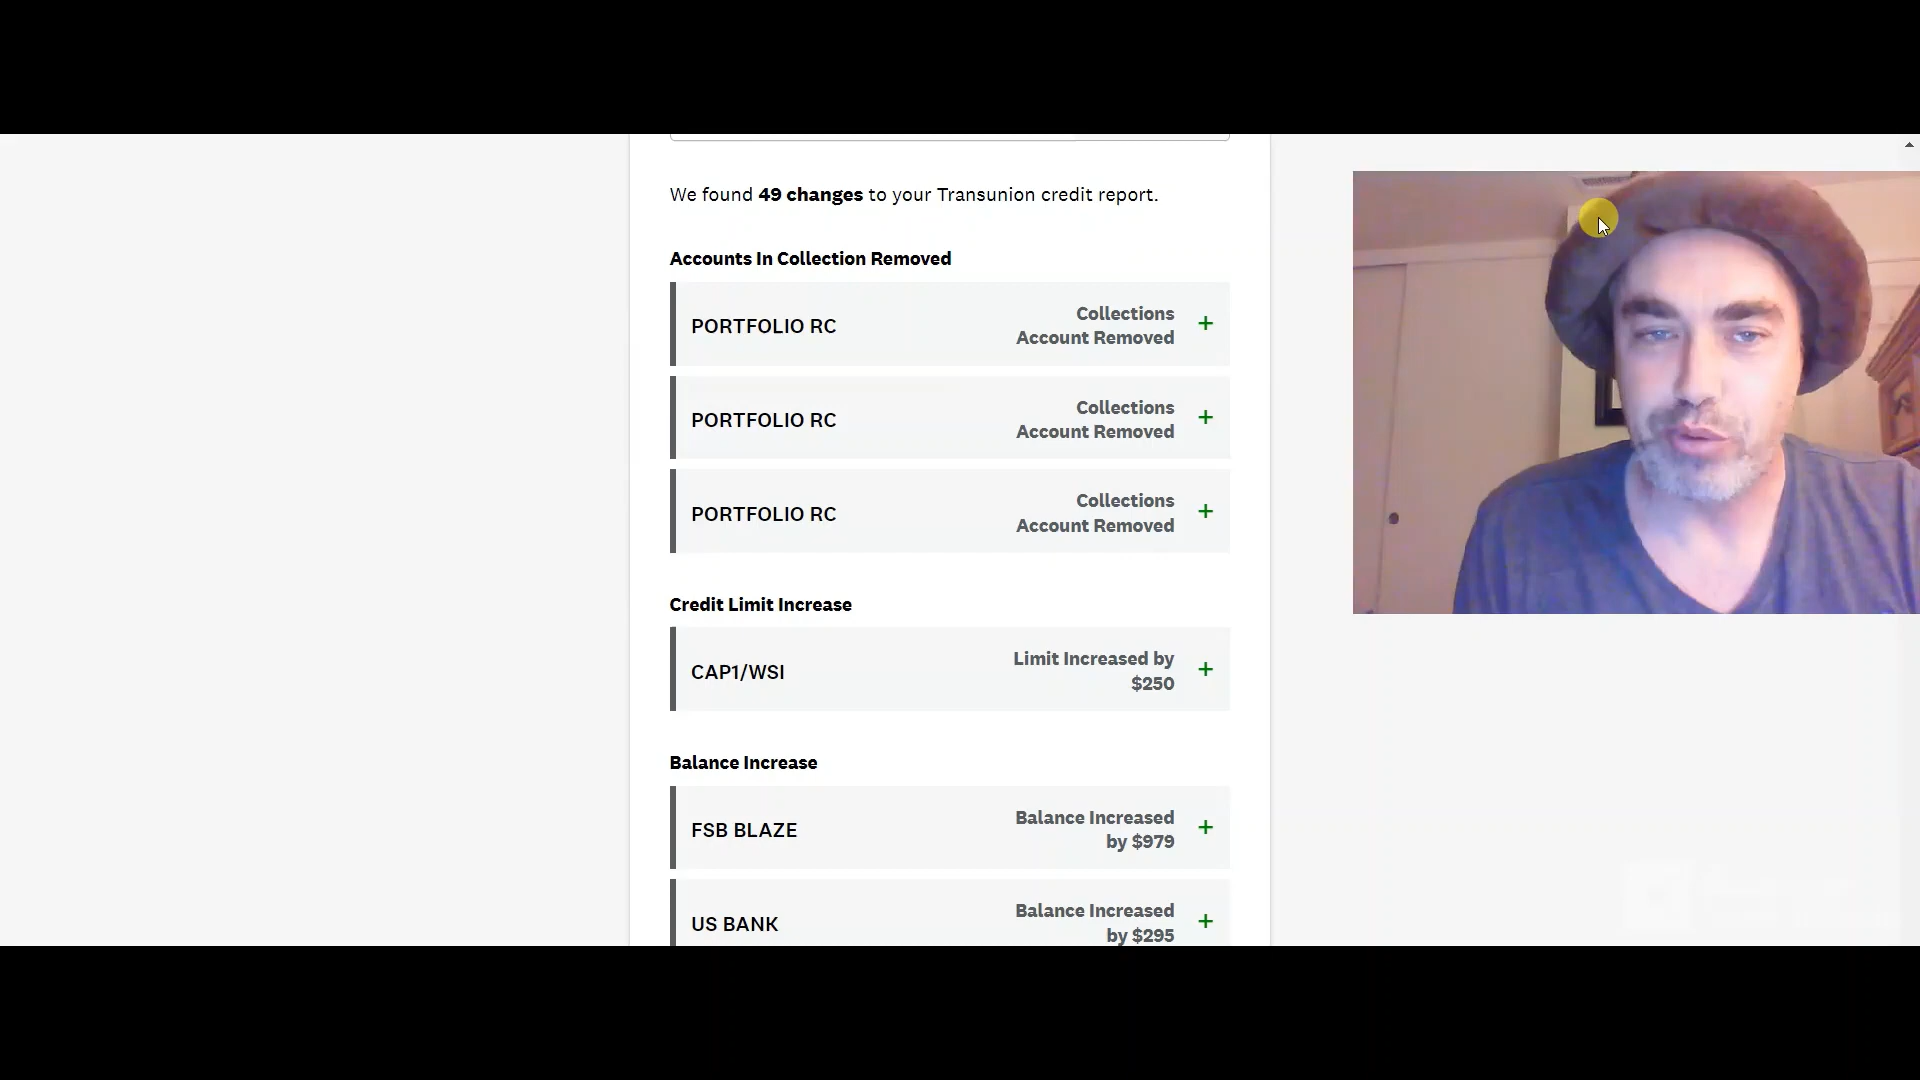 We found 49 changes to your Transunion credit report.
Accounts In Collection Removed
PORTFOLIO RC
Collections
Account Removed
PORTFOLIO RC
Collections
Account Removed
PORTFOLIO RC
Collections
Account Removed
Credit Limit Increase
CAP1/WSI
Limit Increased by
$250
Balance Increase
FSB BLAZE
Balance Increased
by $979
US BANK
Balance Increased
by $295